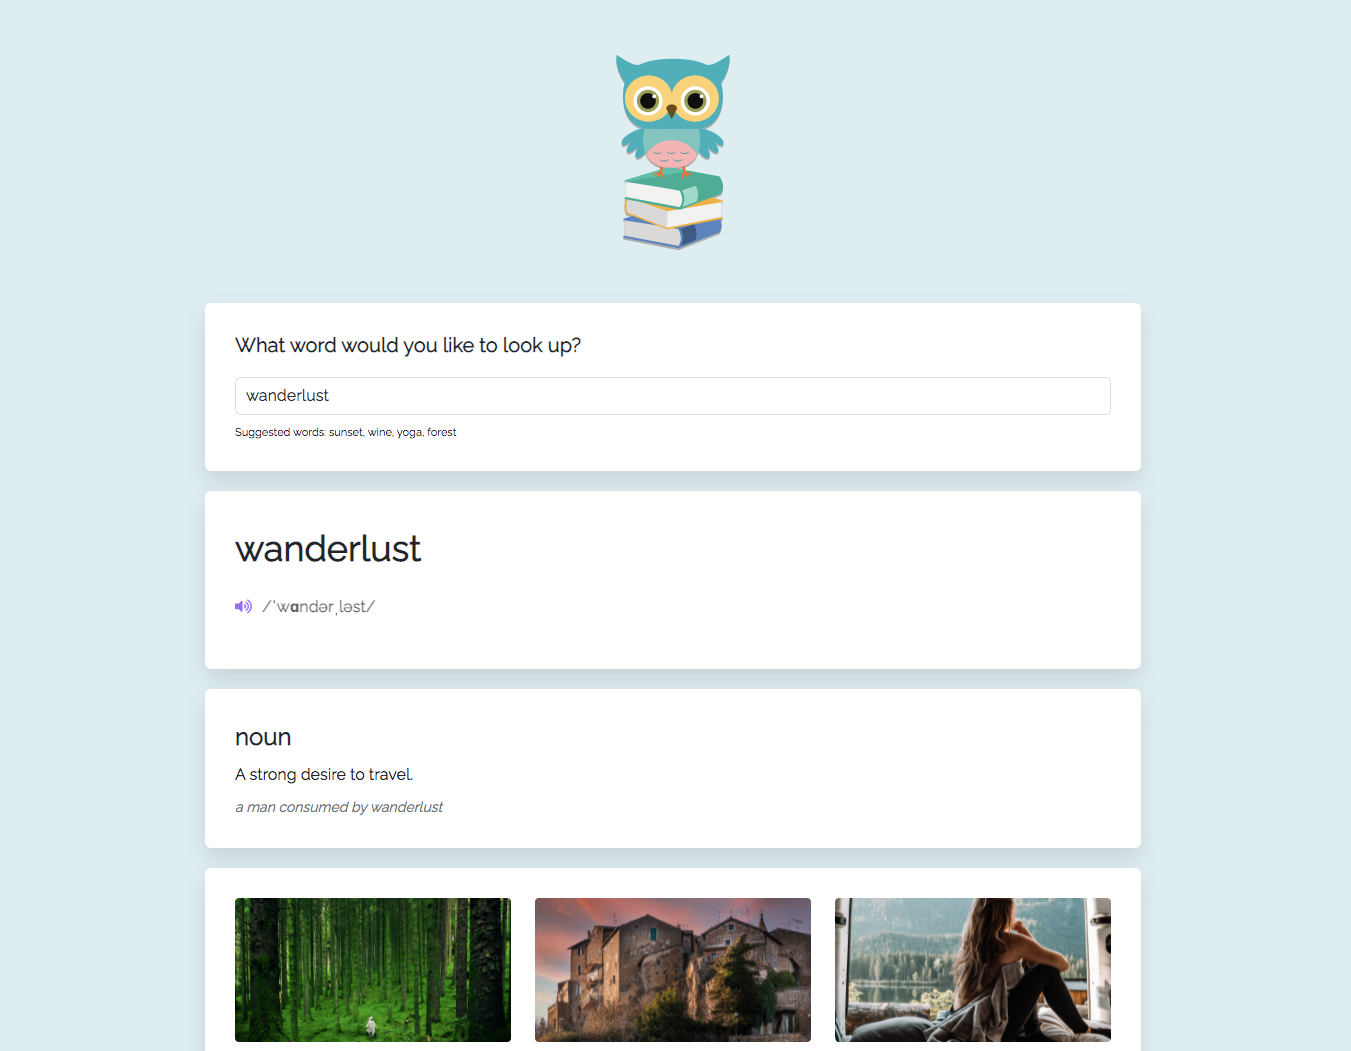 What word would you like to look up?
wanderlust
Suggested words: sunset, wine, yoga, forest
wanderlust
/ˈwɑndərˌləst/
noun
A strong desire to travel.
a man consumed by wanderlust